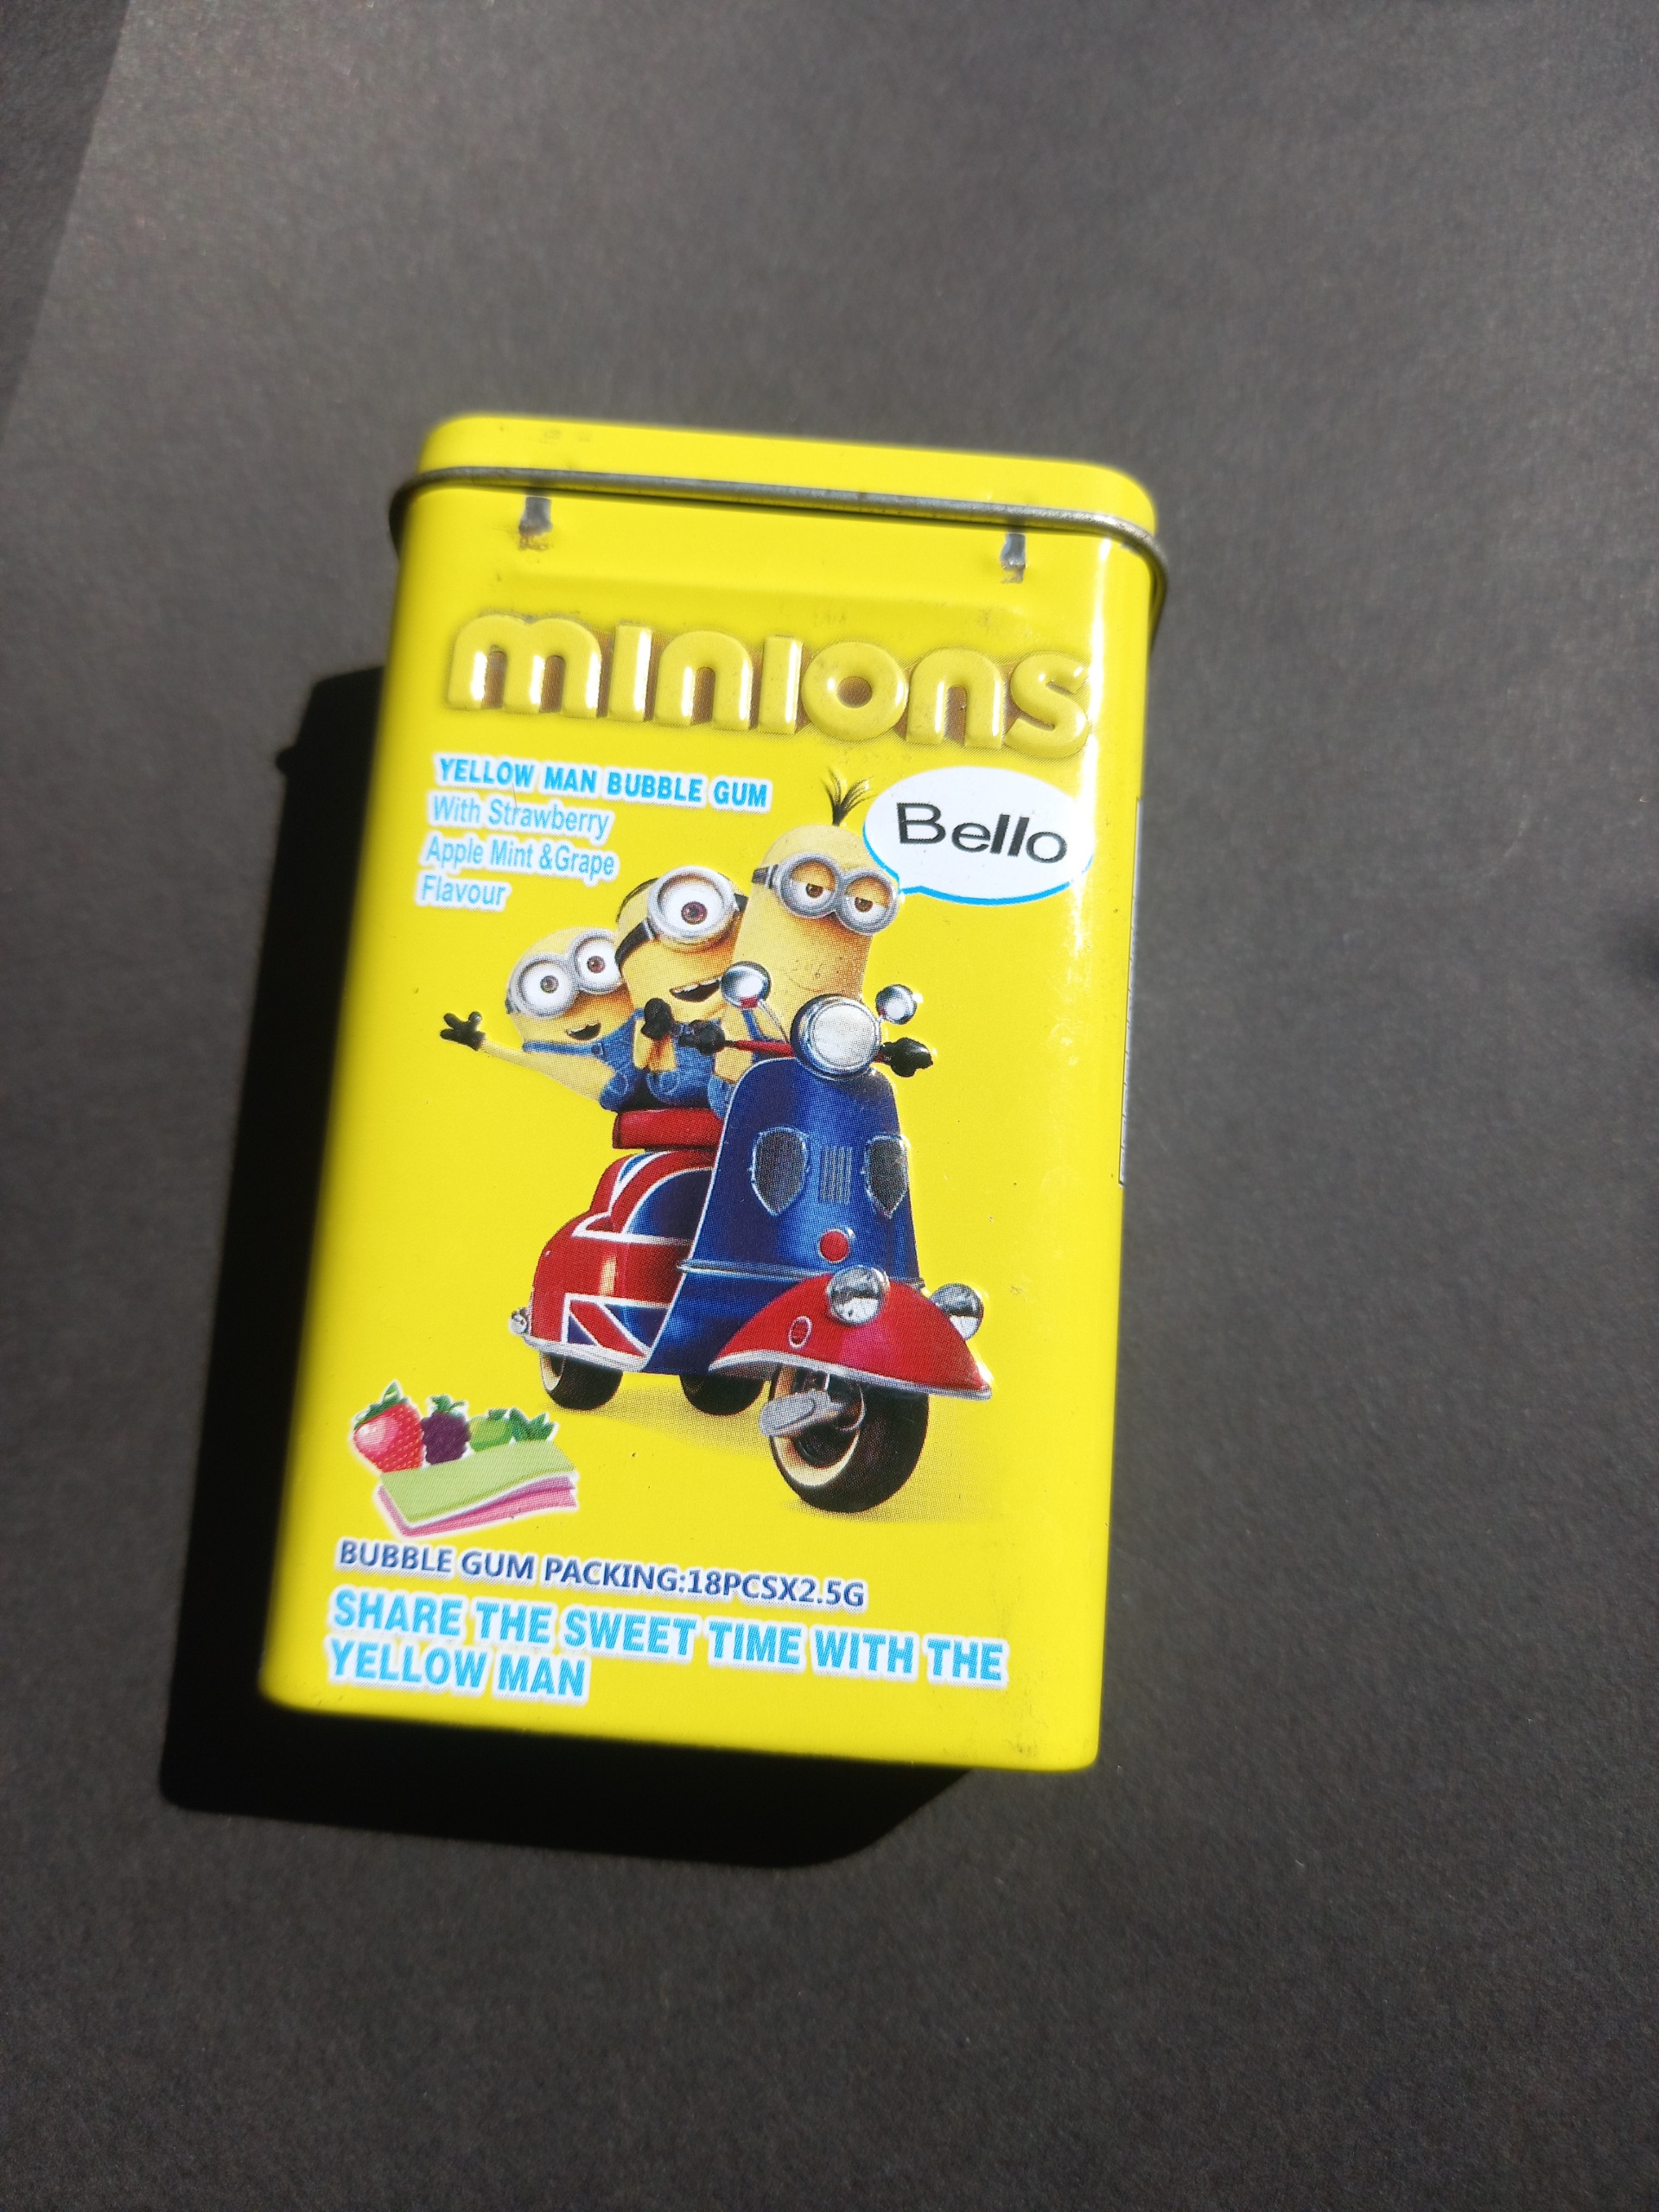 minions
YELLOW MAN BUBBLE GUM
With Strawberry
Apple Mint &Grape
Flavour
Bello
BUBBLE GUM PACKING:18PCSX2.5G
SHARE THE SWEET TIME WITH THE
YELLOW MAN